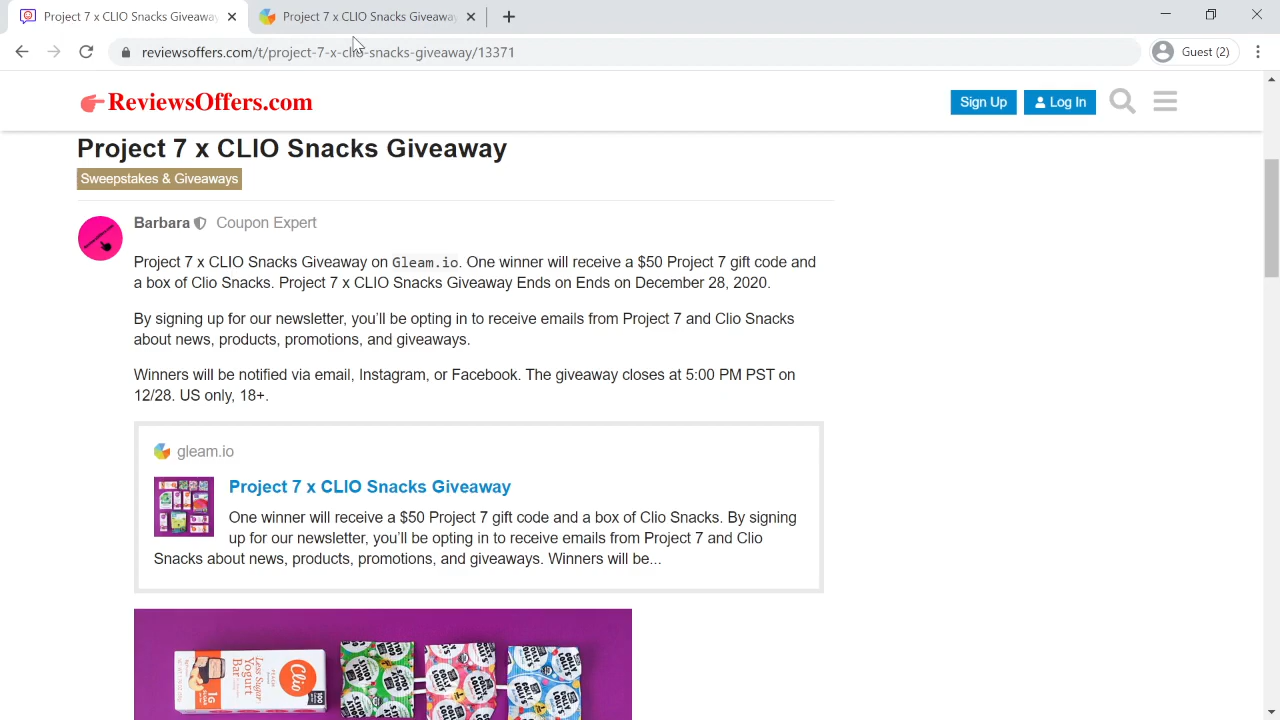 Project 7 x CLIO Snacks Giveaway
Project 7 x CLIO Snacks Giveaway
Guest (2)
reviewsoffers.com/t/project-7-x-clio-snacks-giveaway/13371
ReviewsOffers.com
Sign Up
Log In
Project 7 x CLIO Snacks Giveaway
Sweepstakes & Giveaways
Barbara Coupon Expert
Project 7 x CLIO Snacks Giveaway on Gleam.io. One winner will receive a $50 Project 7 gift code and
a box of Clio Snacks. Project 7 x CLIO Snacks Giveaway Ends on Ends on December 28, 2020.
By signing up for our newsletter, you'll be opting in to receive emails from Project 7 and Clio Snacks
about news, products, promotions, and giveaways.
Winners will be notified via email, Instagram, or Facebook. The giveaway closes at 5:00 PM PST on
12/28. US only, 18+.
gleam.io
Project 7 x CLIO Snacks Giveaway
One winner will receive a $50 Project 7 gift code and a box of Clio Snacks. By signing
up for our newsletter, you'll be opting in to receive emails from Project 7 and Clio
Snacks about news, products, promotions, and giveaways. Winners will be...
Clio
Less Sugar
Yogurt
Bar
1g